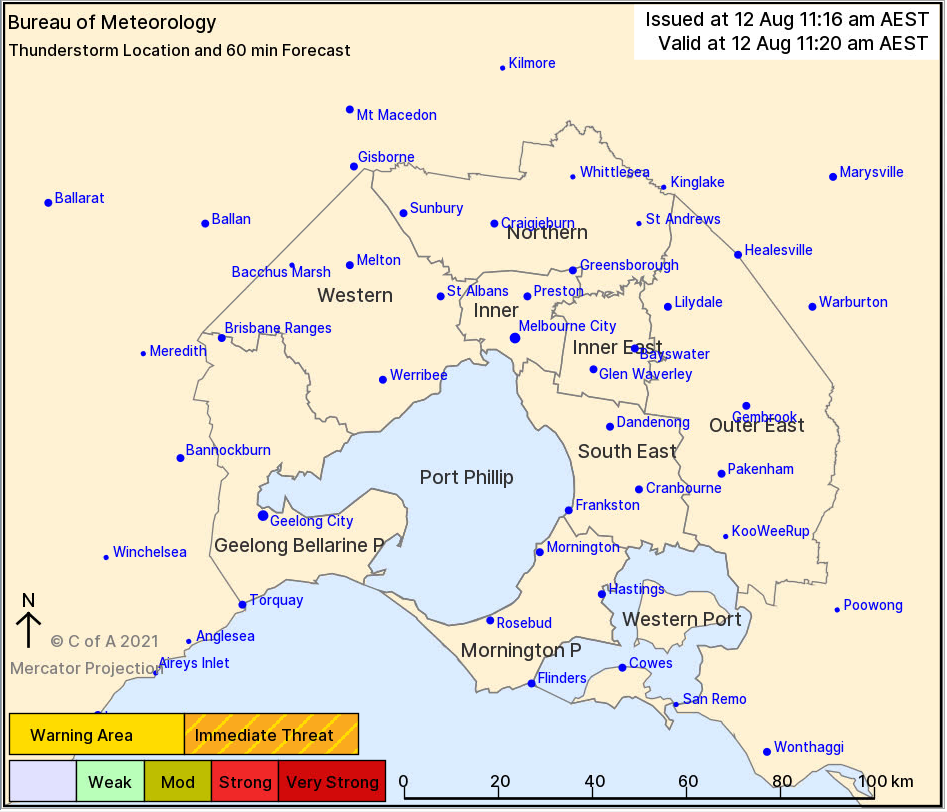 Bureau of Meteorology
Issued at 12 Aug 11:16 am AEST
Thunderstorm Location and 60 min Forecast
Valid at 12 Aug 11:20 am AEST
Kilmore
Mt Macedon
Gisborne
Whittlesea
Kinglake
Marysville
Ballarat
Sunbury
Ballan
Craigieburn
St Andrews
Northern
Healesville
Melton
Greensborough
Bacchus Marsh
Western
St Albans
Preston
Lilydale
Warburton
Inner
Brisbane Ranges
Melbourne City
Inner East
Meredith
Bayswater
Werribee
Glen Waverley
Gembrook
Dandenong
Outer East
Bannockburn
South East
Pakenham
Port Phillip
Cranbourne
Frankston
Geelong City
KooWeeRup
Geelong Bellarine P
Mornington
Winchelsea
Hastings
Torquay
Poowong
N
Rosebud
Western Port
Anglesea
© C of A 2021
Mornington P
Aireys Inlet
Cowes
Mercator Projection
Flinders
San Remo
Warning Area
Immediate Threat
Wonthaggi
Weak
Mod
Strong
Very Strong
0
20
40
60
80
100 km